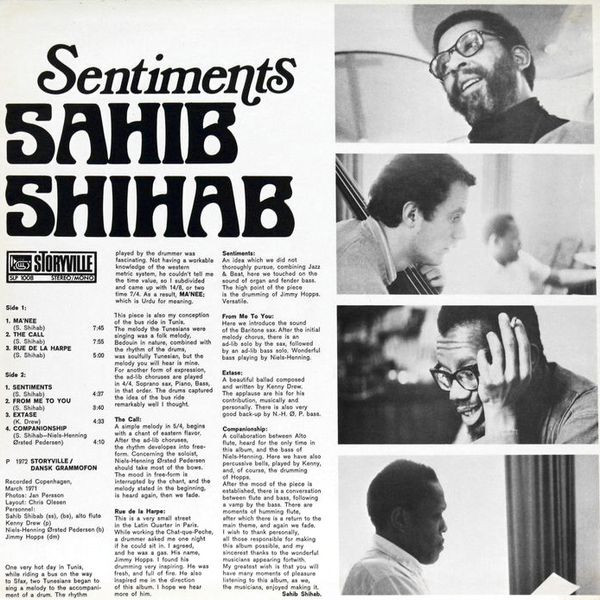 Sentiments
SAHIB
SHIHAB
STORYVILLE
SLP 1008 STEREO/MONO
Side 1:
1. MA'NEE
(S. Shihab) 7:45
2. THE CALL
(S. Shihab) 7:55
3. RUE DE LA HARPE
(S. Shihab) 5:00
Side 2:
1. SENTIMENTS
(S. Shihab) 4:37
2. FROM ME TO YOU
(S. Shihab) 3:40
3. EXTASE
(K. Drew) 4:33
4. COMPANIONSHIP
(S. Shihab–Niels-Henning
Ørsted Pedersen) 4:10
P 1972 STORYVILLE/
DANSK GRAMMOFON
Recorded Copenhagen,
March 1971
Photos: Jan Persson
Layout: Chris Olesen
Personnel:
Sahib Shihab (ss), (bs), alto flute
Kenny Drew (p)
Niels-Henning Ørsted Pedersen (b)
Jimmy Hopps (dm)
One very hot day in Tunis,
while riding a bus on the way
to Sfax, two Tunesians began to
sing a melody to the accompani-
ment of a drum. The rhythm
played by the drummer was
fascinating. Not having a workable
knowledge of the western
metric system, he couldn't tell me
the time value, so I subdivided
and came up with 14/8, or two
time 7/4. As a result, MA'NEE;
which is Urdu for meaning.
This piece is also my conception
of the bus ride in Tunis.
The melody the Tunesians were
singing was a folk melody,
Bedouin in nature, combined with
the rhythm of the drums,
was soulfully Tunesian, but the
melody you will hear is mine.
For another form of expression,
the ad-lib choruses are played
in 4/4. Soprano sax, Piano, Bass,
in that order. The drums captured
the idea of the bus ride
remarkably well I thought.
The Call:
A simple melody in 5/4, begins
with a chant of eastern flavor.
After the ad-lib choruses,
the rhythm developes into free-
form. Concerning the soloist,
Niels-Henning Ørsted Pedersen
should take most of the bows.
The mood in free-form is
interrupted by the chant, and the
melody stated in the beginning,
is heard again, then we fade.
Rue de la Harpe:
This is a very small street
in the Latin Quarter in Paris.
While working the Chat-que-Peche,
a drummer asked me one night
if he could sit in. I agreed,
and he was a gas. His name,
Jimmy Hopps. I found his
drumming very inspiring. He was
fresh, and full of fire. He also
inspired me in the direction
of this album. I hope we hear
more of him.
Sentiments:
An idea which we did not
thoroughly pursue, combining Jazz
& Beat, here we touched on the
sound of organ and fender bass.
The high point of the piece
is the drumming of Jimmy Hopps.
Versatile.
From Me To You:
Here we introduce the sound
of the Baritone sax. After the initial
melody chorus, there is an
ad-lib solo by the sax, followed
by an ad-lib bass solo. Wonderful
bass playing by Niels-Henning.
Extase:
A beautiful ballad composed
and written by Kenny Drew.
The applause are his for his
contribution, musically and
personally. There is also very
good back-up by N.-H. Ø. P. bass.
Companionship:
A collaboration between Alto
flute, heard for the only time in
this album, and the bass of
Niels-Henning. Here we have also
percussive bells, played by Kenny,
and, of course, the drumming
of Hopps.
After the mood of the piece is
established, there is a conversation
between flute and bass, following
a vamp by the bass. There are
moments of humming flute,
after which there is a return to the
main theme, and again we fade.
I wish to thank personally,
all those responsible for making
this album possible, and my
sincerest thanks to the wonderful
musicians appearing fortwith.
My greatest wish is that you will
have many moments of pleasure
listening to this album, as we,
the musicians, enjoyed making it.
Sahib Shihab.